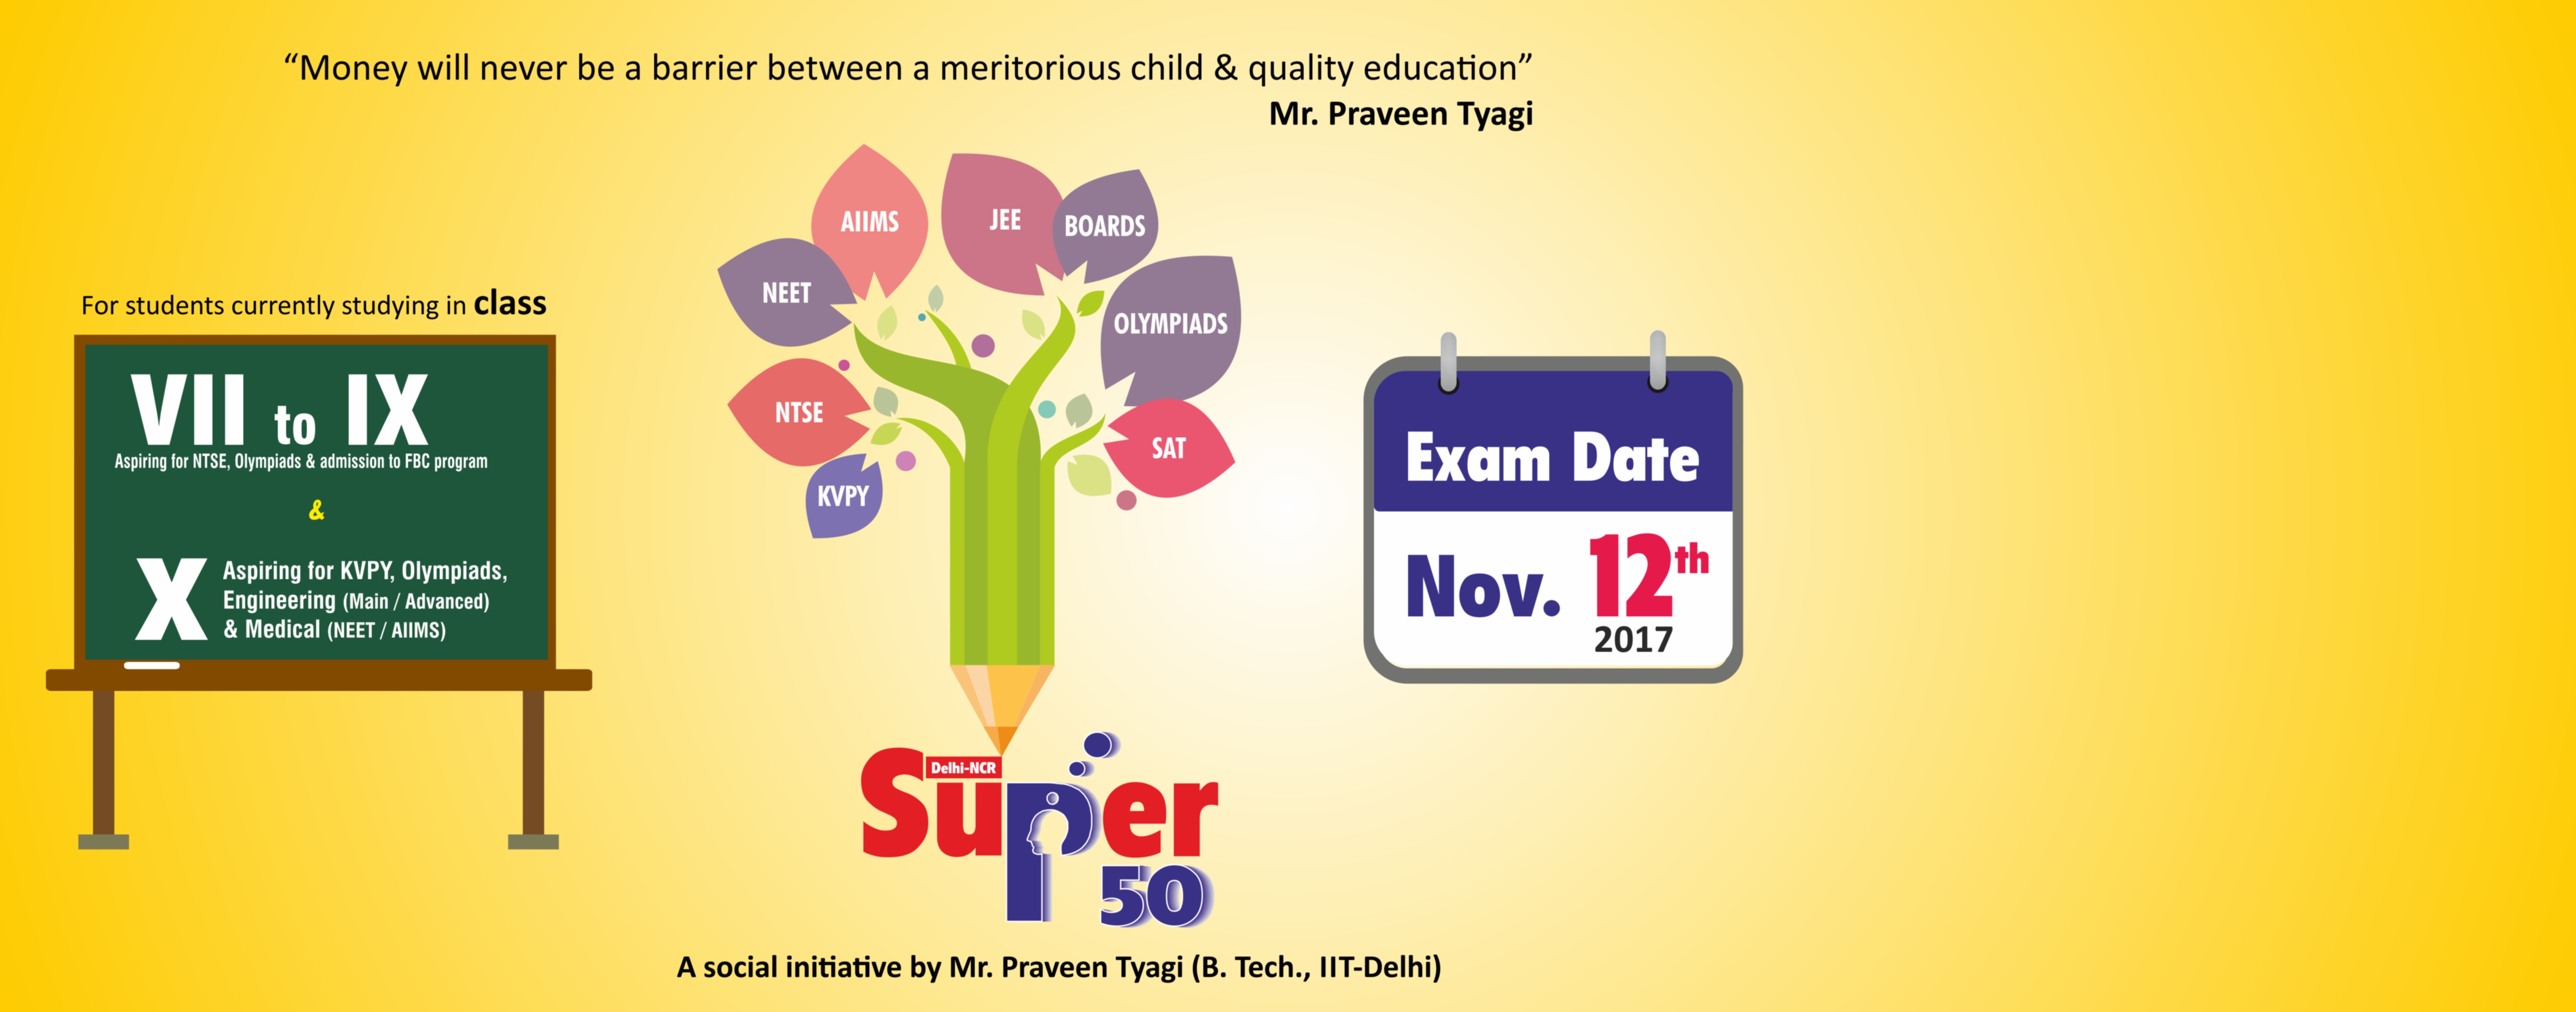 “Money will never be a barrier between a meritorious child & quality education”
Mr. Praveen Tyagi
For students currently studying in class
VII to IX
Aspiring for NTSE, Olympiads & admission to FBC program
&
X
Aspiring for KVPY, Olympiads,
Engineering (Main / Advanced)
& Medical (NEET / AIIMS)
AIIMS
JEE
BOARDS
NEET
OLYMPIADS
NTSE
SAT
KVPY
Exam Date
Nov. 12th
2017
Delhi-NCR
Super
50
A social initiative by Mr. Praveen Tyagi (B. Tech., IIT-Delhi)